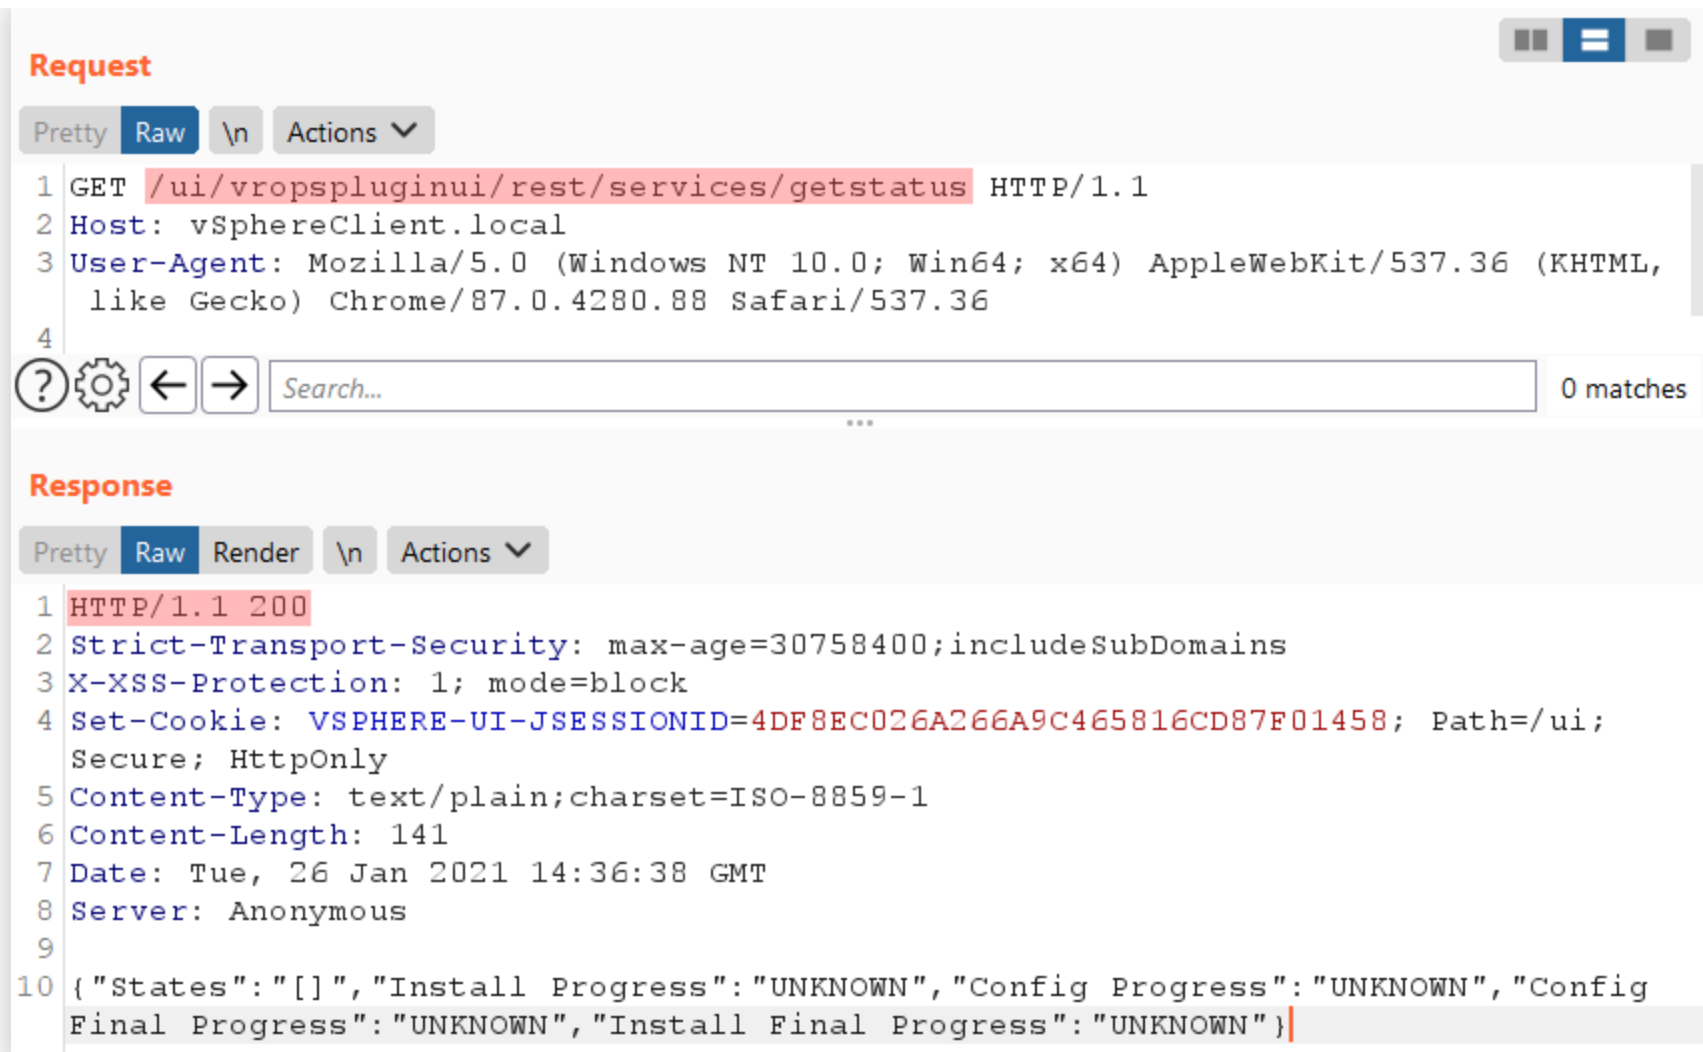 Request
Pretty Raw \n Actions
1 GET /ui/vropspluginui/rest/services/getstatus HTTP/1.1
2 Host: vSphereClient.local
3 User-Agent: Mozilla/5.0 (Windows NT 10.0; Win64; x64) AppleWebKit/537.36 (KHTML,
like Gecko) Chrome/87.0.4280.88 Safari/537.36
4
? Search... 0 matches
Response
Pretty Raw Render \n Actions
1 HTTP/1.1 200
2 Strict-Transport-Security: max-age=30758400;includeSubDomains
3 X-XSS-Protection: 1; mode=block
4 Set-Cookie: VSPHERE-UI-JSESSIONID=4DF8EC026A266A9C465816CD87F01458; Path=/ui;
Secure; HttpOnly
5 Content-Type: text/plain;charset=ISO-8859-1
6 Content-Length: 141
7 Date: Tue, 26 Jan 2021 14:36:38 GMT
8 Server: Anonymous
9
10 {"States":"[]","Install Progress":"UNKNOWN","Config Progress":"UNKNOWN","Config
Final Progress":"UNKNOWN","Install Final Progress":"UNKNOWN"}